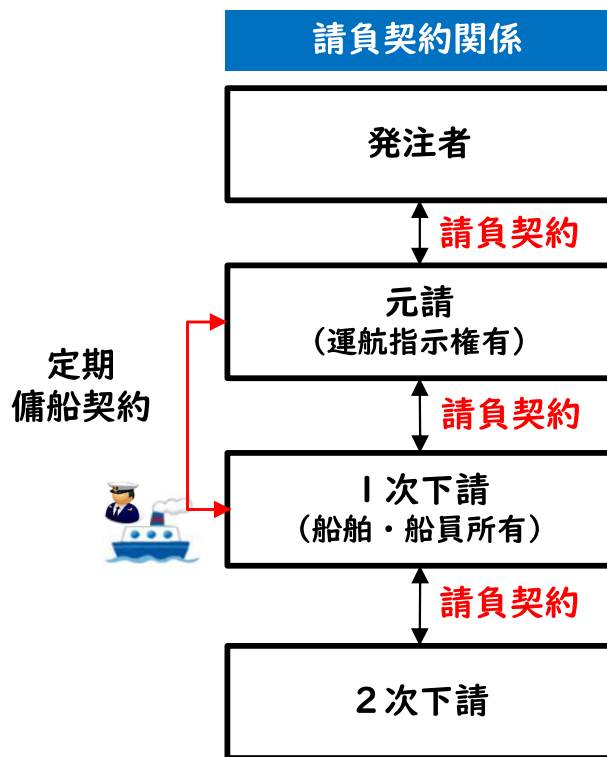 請負契約関係
発注者
請負契約
元請
（運航指示権有）
定期
傭船契約
請負契約
1次下請
（船舶・船員所有）
請負契約
2次下請